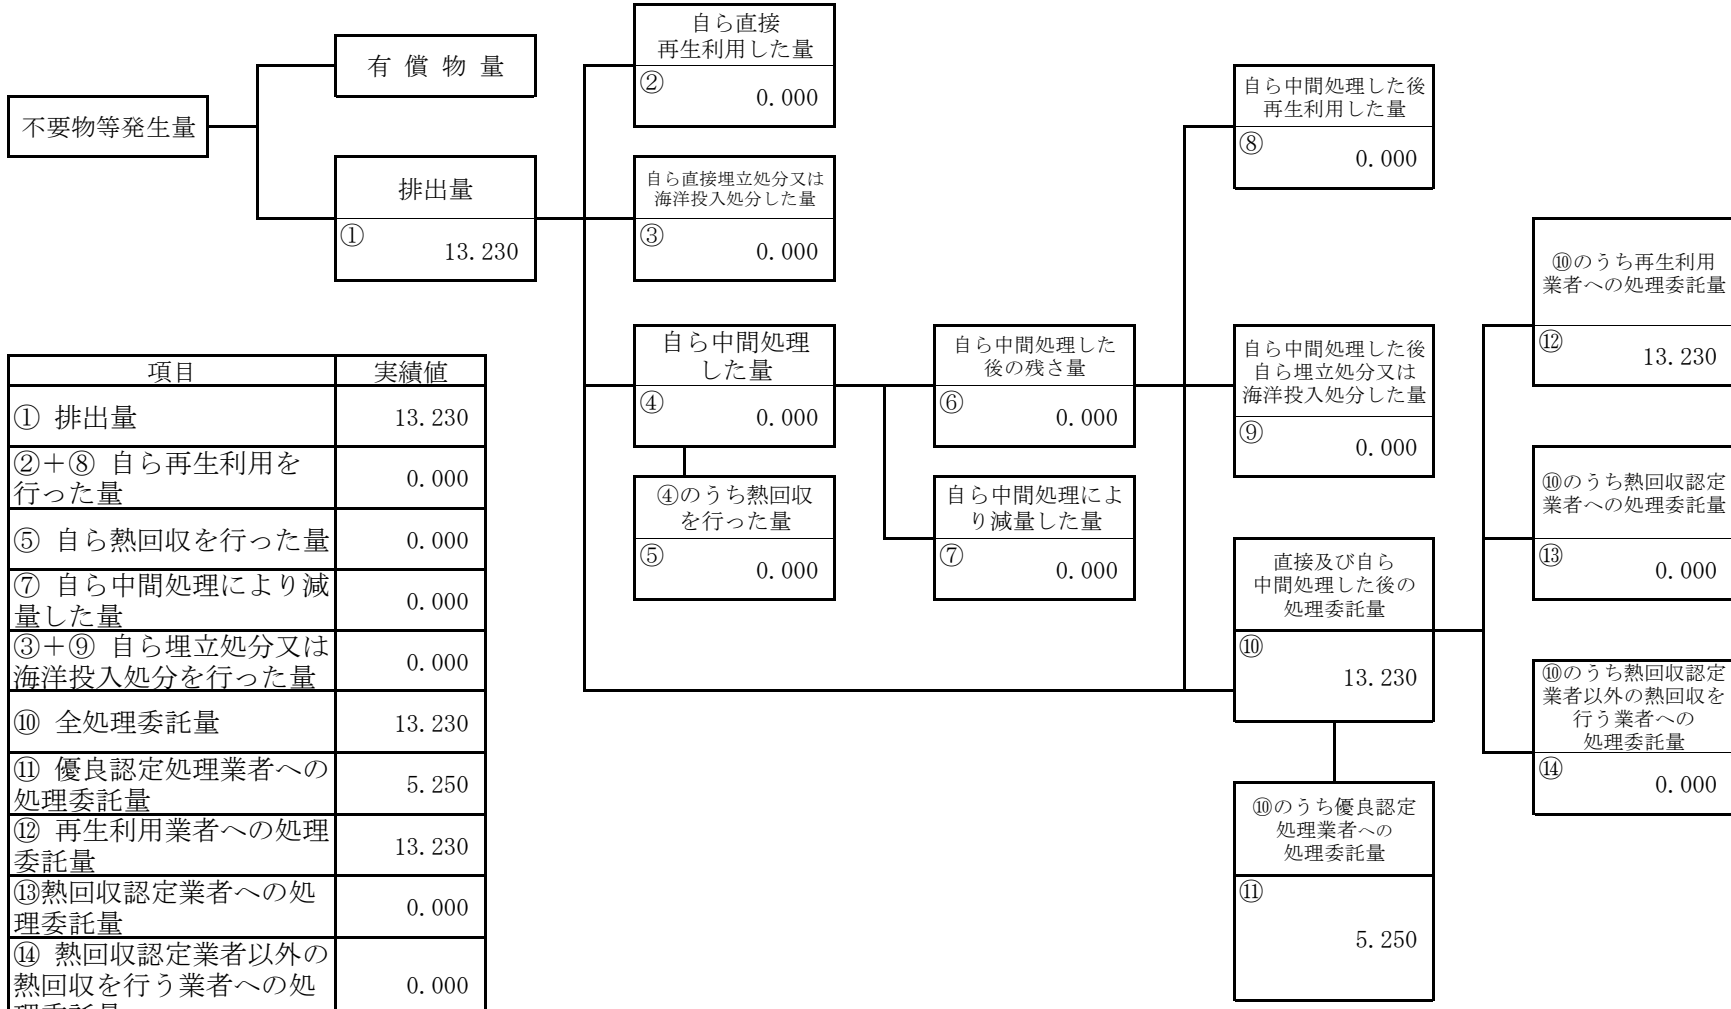 不要物等発生量
有 償 物 量
排出量
①
13.230
自ら直接
再生利用した量
②
0.000
自ら直接埋立処分又は
海洋投入処分した量
③
0.000
自ら中間処理
した量
④
0.000
④のうち熱回収
を行った量
⑤
0.000
自ら中間処理した
後の残さ量
⑥
0.000
自ら中間処理によ
り減量した量
⑦
0.000
自ら中間処理した後
再生利用した量
⑧
0.000
自ら中間処理した後
自ら埋立処分又は
海洋投入処分した量
⑨
0.000
直接及び自ら
中間処理した後の
処理委託量
⑩
13.230
⑩のうち優良認定
処理業者への
処理委託量
⑪
5.250
⑩のうち再生利用
業者への処理委託量
⑫
13.230
⑩のうち熱回収認定
業者への処理委託量
⑬
0.000
⑩のうち熱回収認定
業者以外の熱回収を
行う業者への
処理委託量
⑭
0.000
項目 実績値
① 排出量 13.230
②＋⑧ 自ら再生利用を
行った量 0.000
⑤ 自ら熱回収を行った量 0.000
⑦ 自ら中間処理により減
量した量 0.000
③＋⑨ 自ら埋立処分又は
海洋投入処分を行った量 0.000
⑩ 全処理委託量 13.230
⑪ 優良認定処理業者への
処理委託量 5.250
⑫ 再生利用業者への処理
委託量 13.230
⑬熱回収認定業者への処
理委託量 0.000
⑭ 熱回収認定業者以外の
熱回収を行う業者への処 0.000